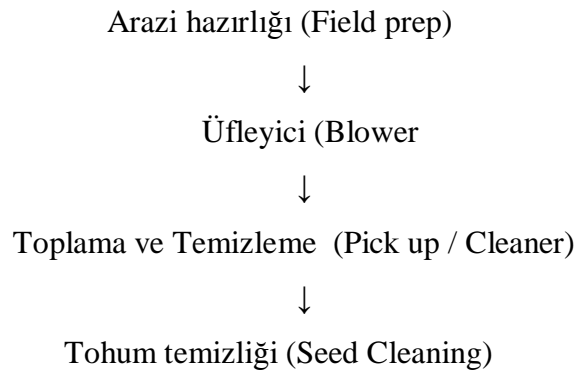 Arazi hazırlığı (Field prep)
↓
Üfleyici (Blower
↓
Toplama ve Temizleme  (Pick up / Cleaner)
↓
Tohum temizliği (Seed Cleaning)